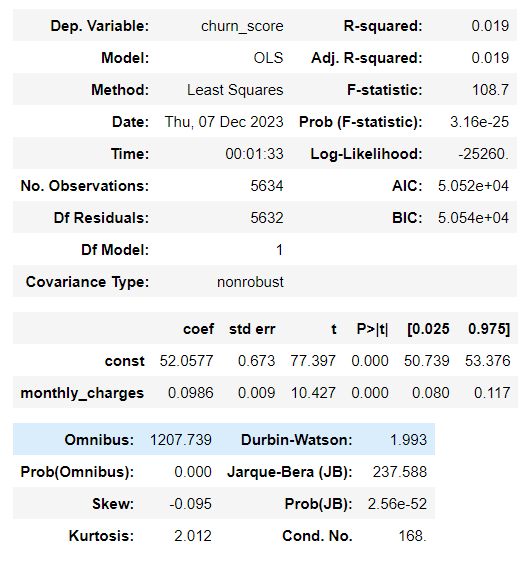 Dep. Variable: churn_score R-squared: 0.019
Model: OLS Adj. R-squared: 0.019
Method: Least Squares F-statistic: 108.7
Date: Thu, 07 Dec 2023 Prob (F-statistic): 3.16e-25
Time: 00:01:33 Log-Likelihood: -25260.
No. Observations: 5634 AIC: 5.052e+04
Df Residuals: 5632 BIC: 5.054e+04
Df Model: 1
Covariance Type: nonrobust
coef std err t P>|t| [0.025 0.975]
const 52.0577 0.673 77.397 0.000 50.739 53.376
monthly_charges 0.0986 0.009 10.427 0.000 0.080 0.117
Omnibus: 1207.739 Durbin-Watson: 1.993
Prob(Omnibus): 0.000 Jarque-Bera (JB): 237.588
Skew: -0.095 Prob(JB): 2.56e-52
Kurtosis: 2.012 Cond. No. 168.